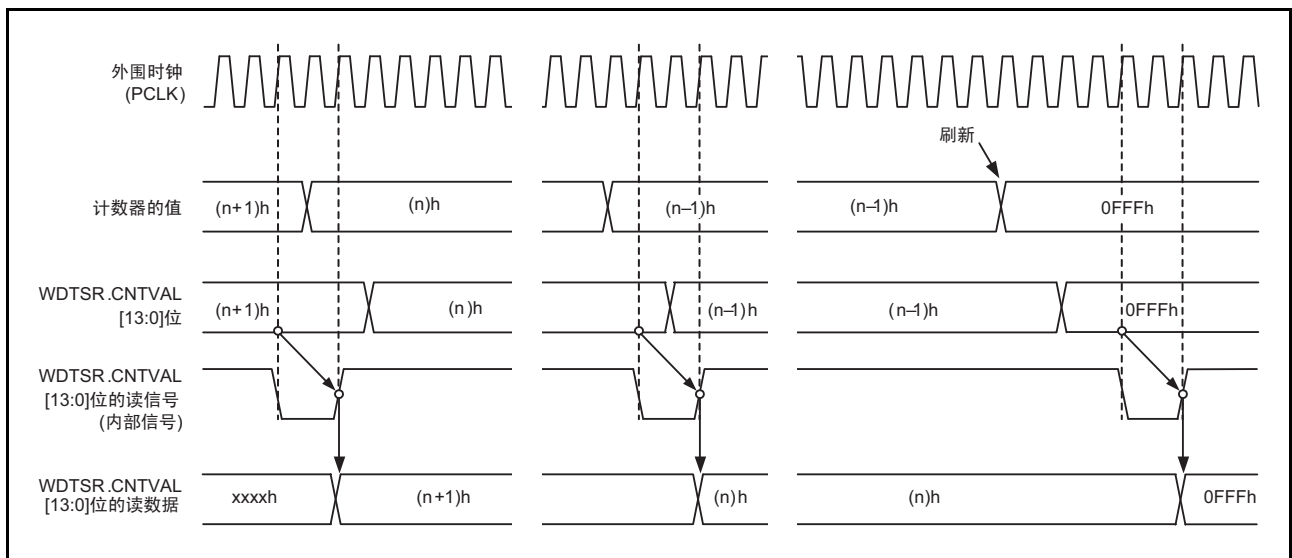 外围时钟
(PCLK)
刷新
计数器的值
(n+1)h
(n)h
(n–1)h
(n–1)h
0FFFh
WDTSR.CNTVAL
[13:0]位
(n+1)h
(n)h
(n–1)h
(n–1)h
0FFFh
WDTSR.CNTVAL
[13:0]位的读信号
(内部信号)
WDTSR.CNTVAL
[13:0]位的读数据
xxxxh
(n+1)h
(n)h
(n)h
0FFFh